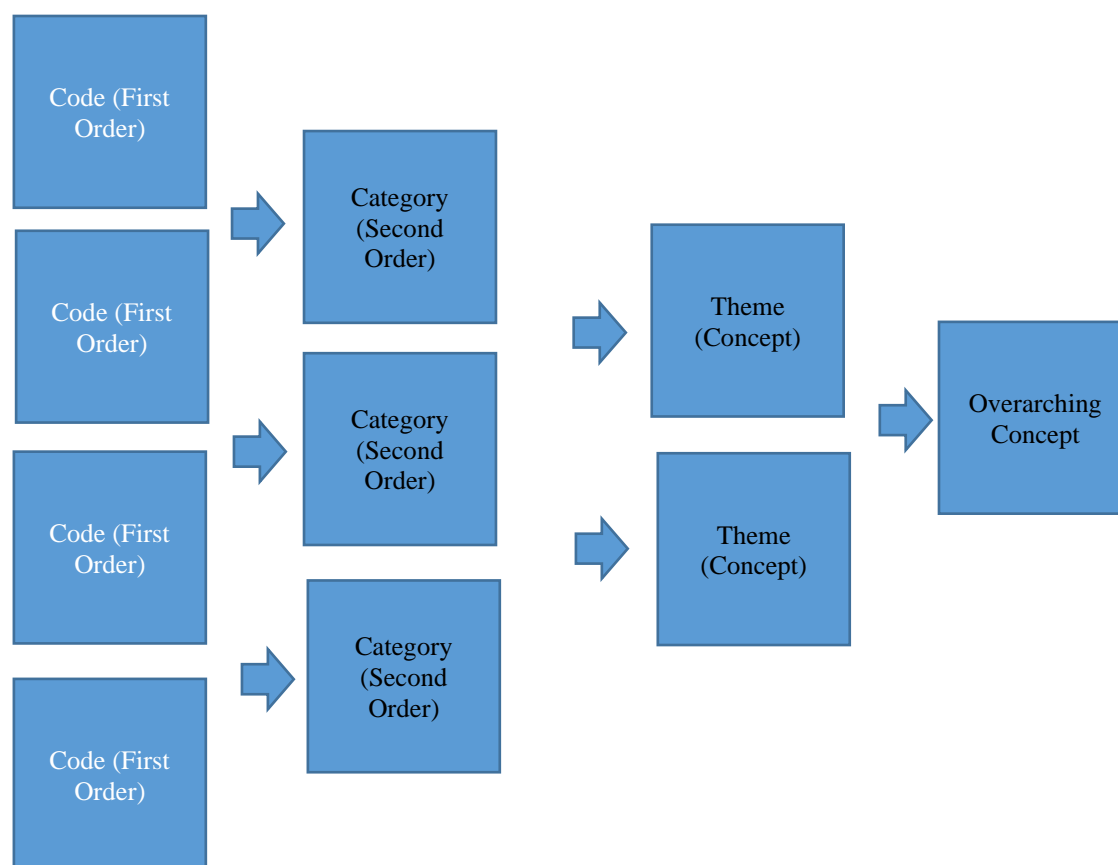 Code (First
Order)
Code (First
Order)
Code (First
Order)
Code (First
Order)
Category
(Second
Order)
Category
(Second
Order)
Category
(Second
Order)
Theme
(Concept)
Theme
(Concept)
Overarching
Concept